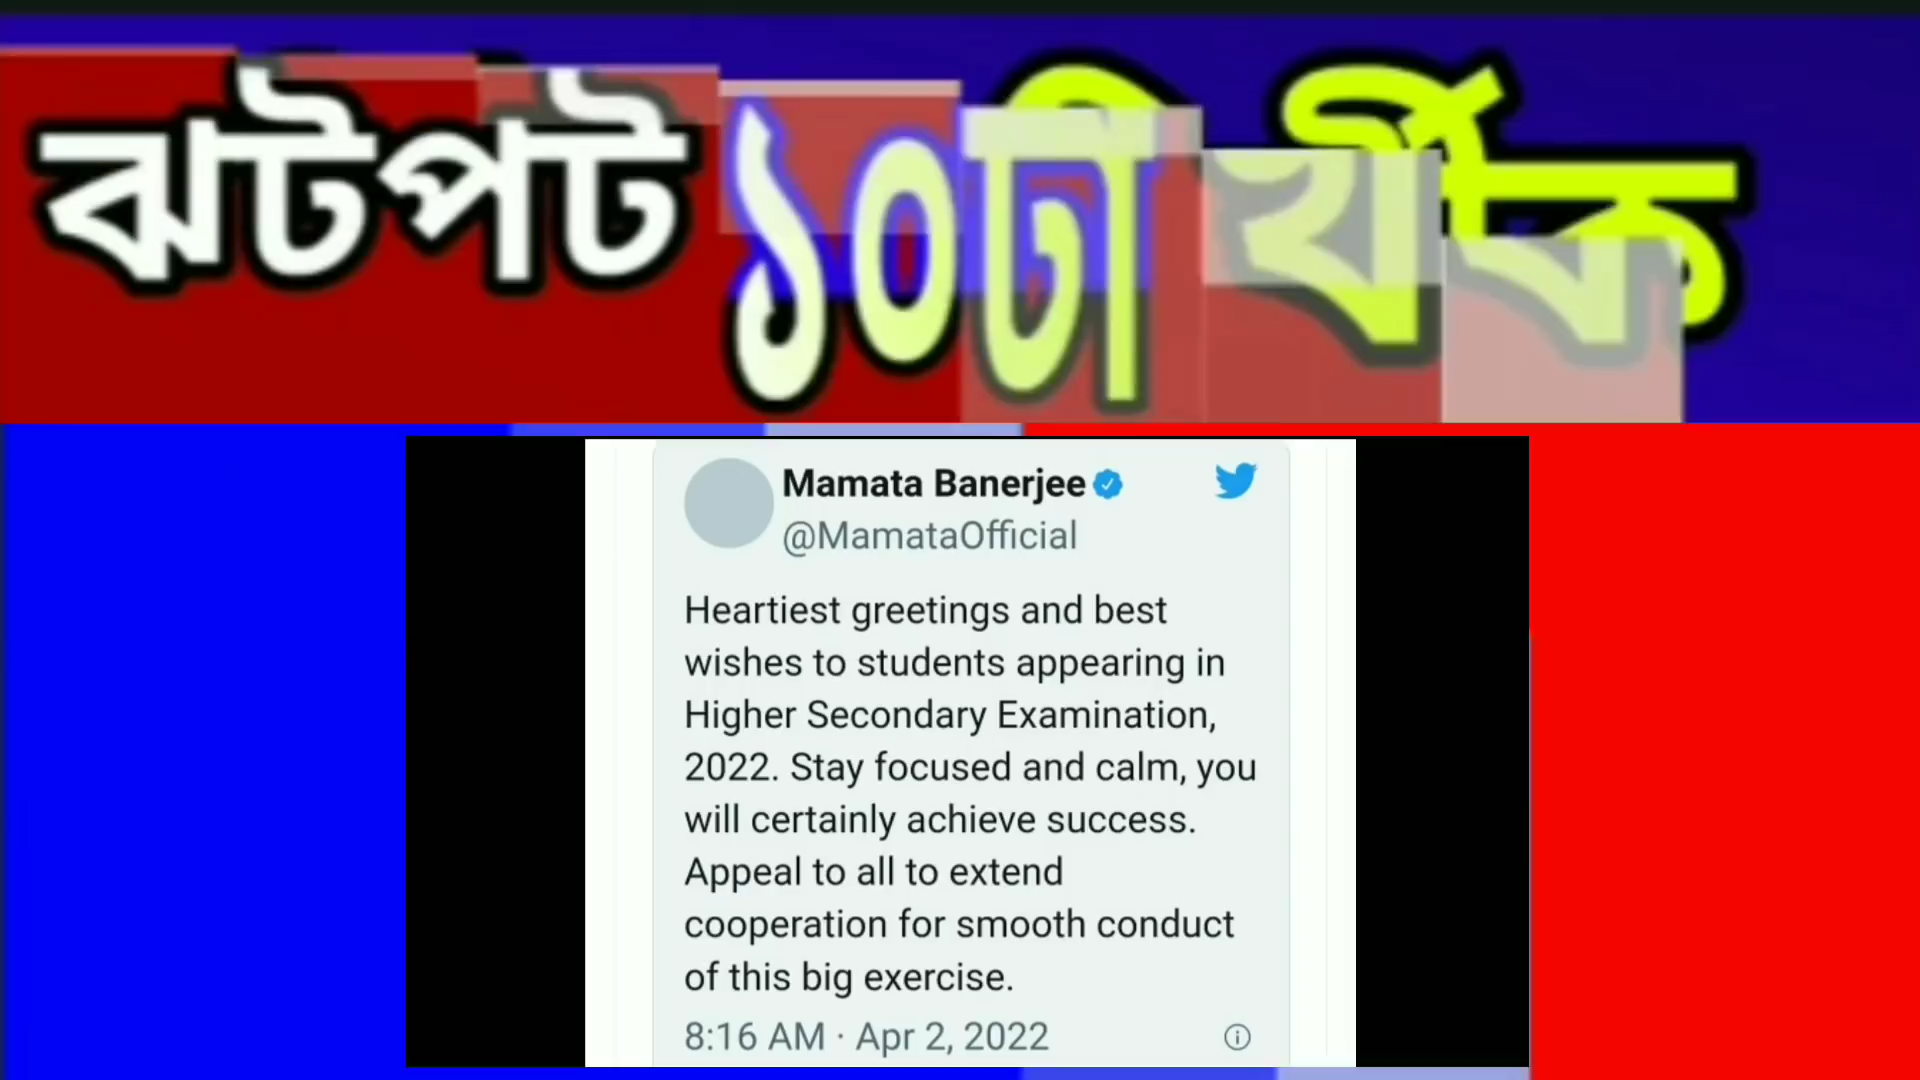 ঝটপট ১০টা
Mamata Banerjee
@MamataOfficial
Heartiest greetings and best
wishes to students appearing in
Higher Secondary Examination,
2022. Stay focused and calm, you
will certainly achieve success.
Appeal to all to extend
cooperation for smooth conduct
of this big exercise.
8:16 AM · Apr 2, 2022